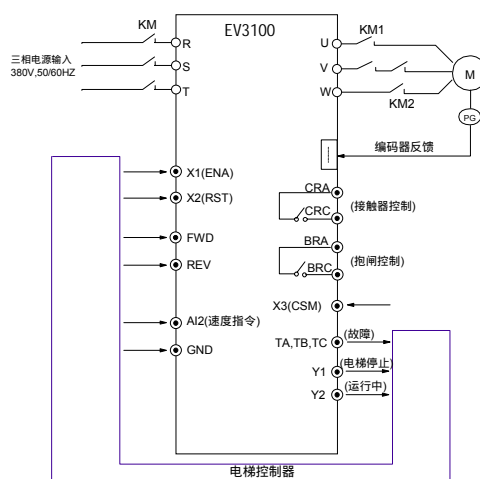 EV3100
KM
R
三相电源输入
380V,50/60HZ
S
T
U
KM1
V
M
W
KM2
PG
编码器反馈
X1(ENA)
X2(RST)
FWD
REV
AI2(速度指令)
GND
CRA
CRC
(接触器控制)
BRA
BRC
(抱闸控制)
X3(CSM)
TA,TB,TC
(故障)
Y1
(电梯停止)
Y2
(运行中)
电梯控制器